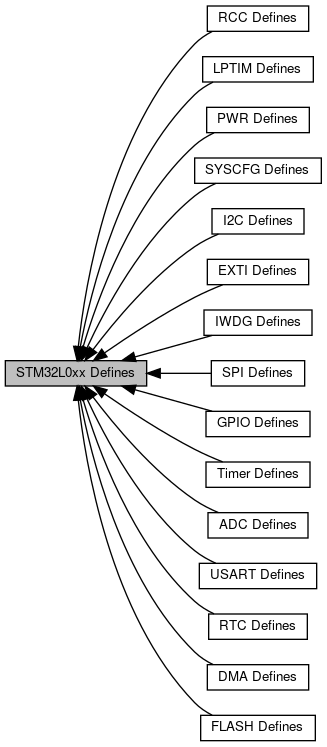 RCC Defines
LPTIM Defines
PWR Defines
SYSCFG Defines
I2C Defines
EXTI Defines
IWDG Defines
STM32L0xx Defines
SPI Defines
GPIO Defines
Timer Defines
ADC Defines
USART Defines
RTC Defines
DMA Defines
FLASH Defines